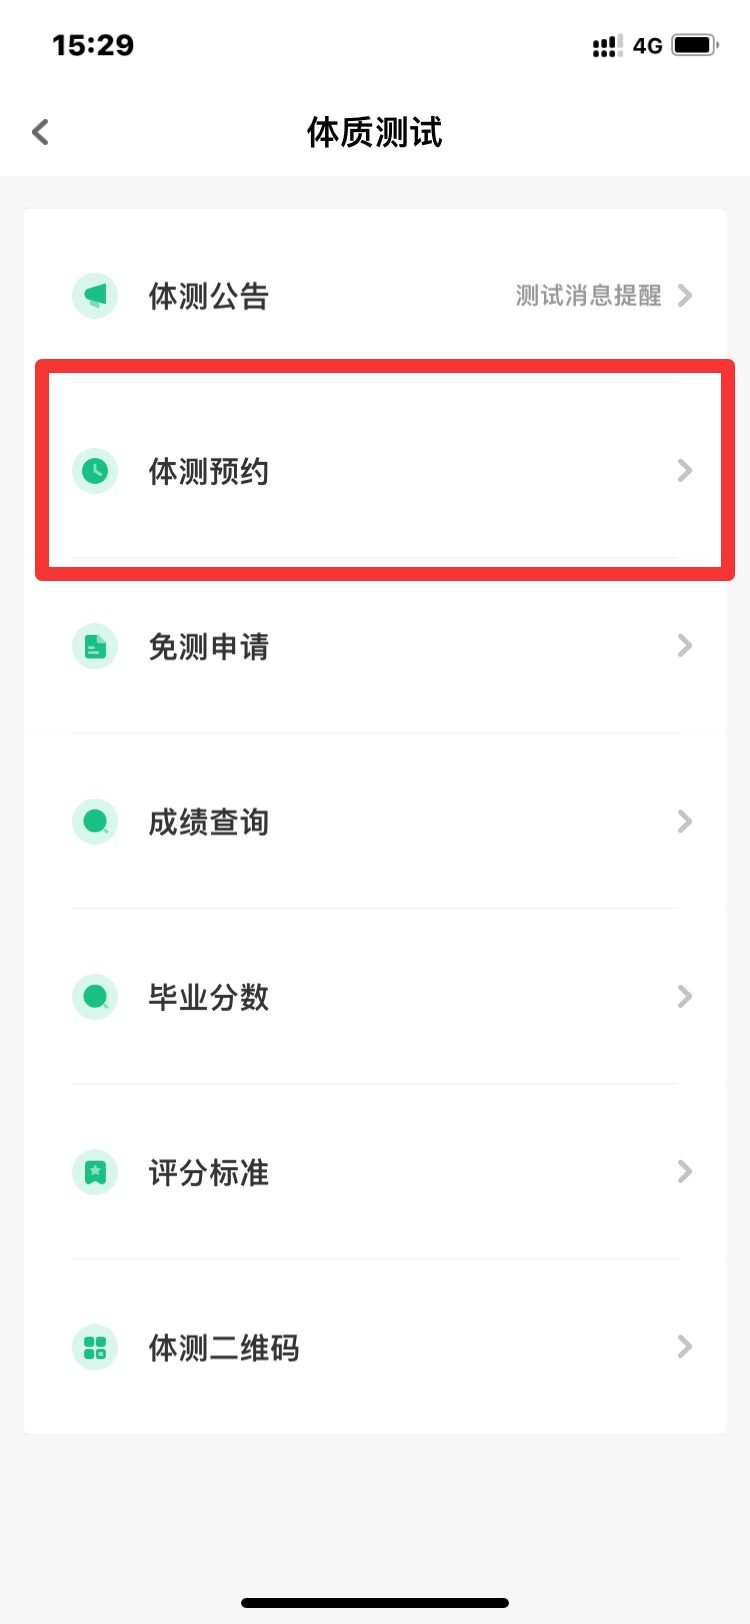 15:29
4G
体质测试
体测公告
测试消息提醒
体测预约
免测申请
成绩查询
毕业分数
评分标准
体测二维码